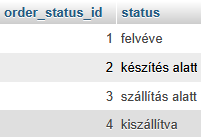 order_status_id status
1 felvéve
2 készítés alatt
3 szállítás alatt
4 kiszállítva